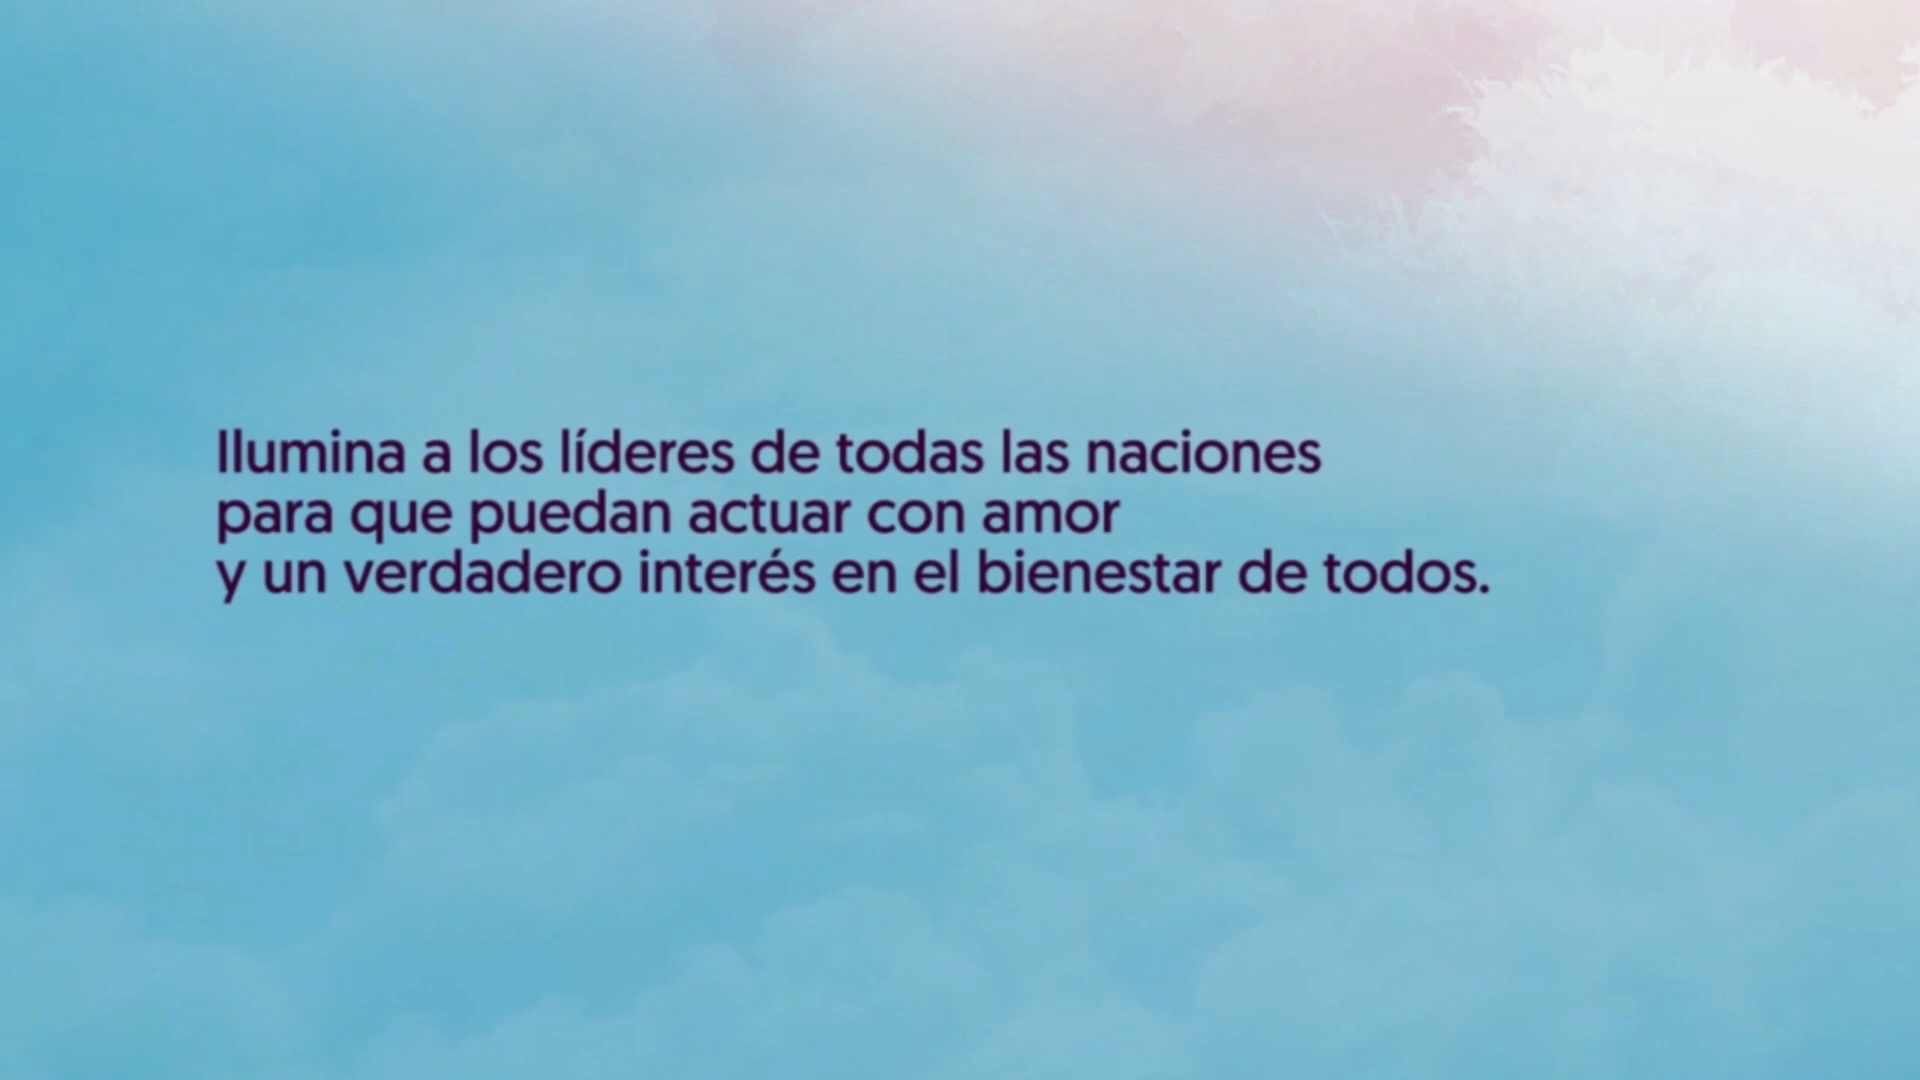 Ilumina a los líderes de todas las naciones
para que puedan actuar con amor
y un verdadero interés en el bienestar de todos.